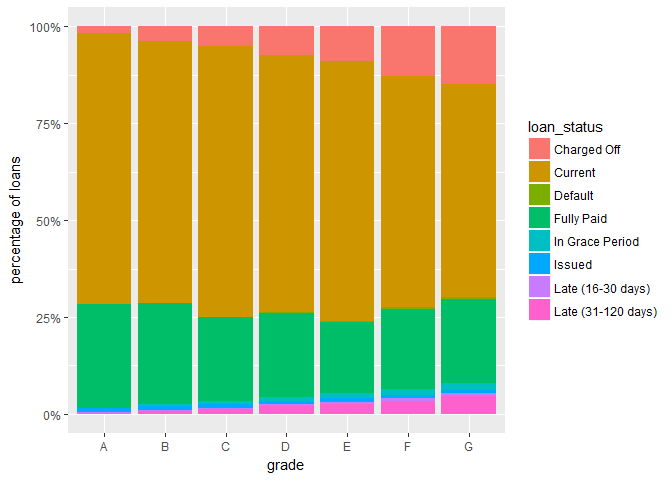 100%
75%
50%
25%
0%
percentage of loans
A B C D E F G
grade
loan_status
Charged Off
Current
Default
Fully Paid
In Grace Period
Issued
Late (16-30 days)
Late (31-120 days)